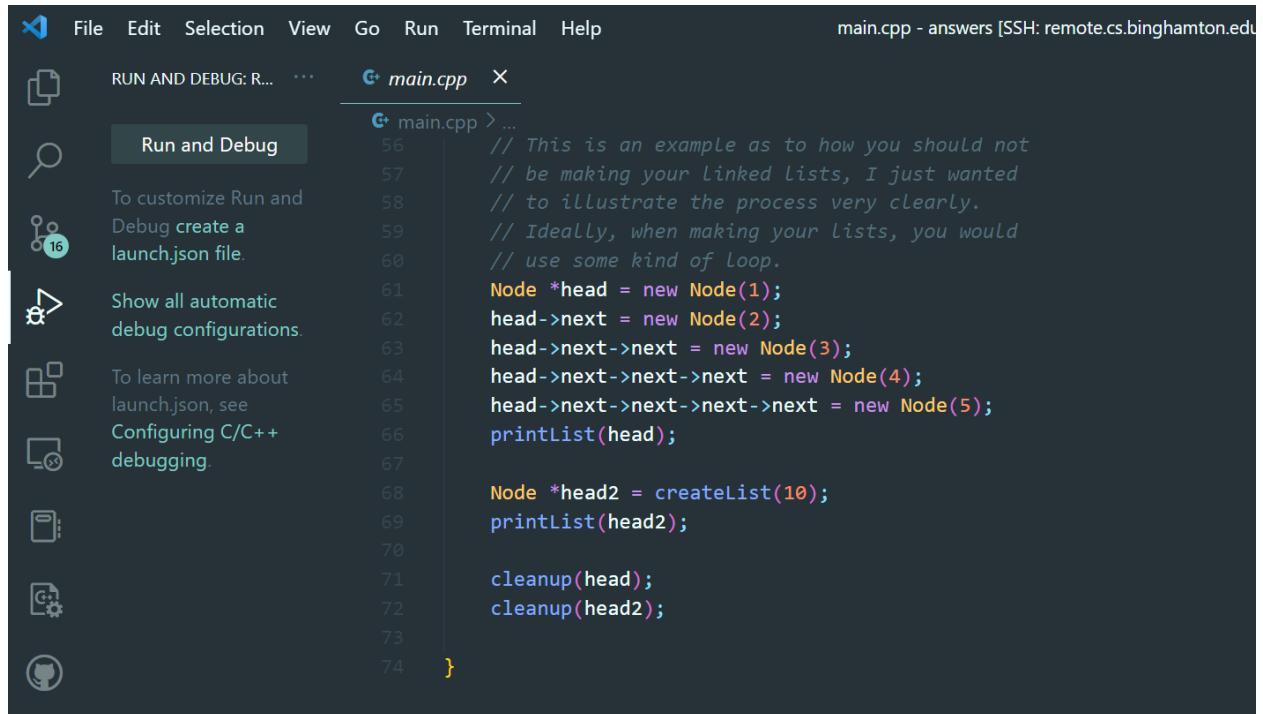 File Edit Selection View Go Run Terminal Help main.cpp - answers [SSH: remote.cs.binghamton.edu
RUN AND DEBUG: R... ···
Run and Debug
To customize Run and
Debug create a
launch.json file.
Show all automatic
debug configurations.
To learn more about
launch.json, see
Configuring C/C++
debugging.
16
main.cpp ×
main.cpp > ...
56 // This is an example as to how you should not
57 // be making your linked lists, I just wanted
58 // to illustrate the process very clearly.
59 // Ideally, when making your lists, you would
60 // use some kind of loop.
61 Node *head = new Node(1);
62 head->next = new Node(2);
63 head->next->next = new Node(3);
64 head->next->next->next = new Node(4);
65 head->next->next->next->next = new Node(5);
66 printList(head);
67
68 Node *head2 = createList(10);
69 printList(head2);
70
71 cleanup(head);
72 cleanup(head2);
73
74 }